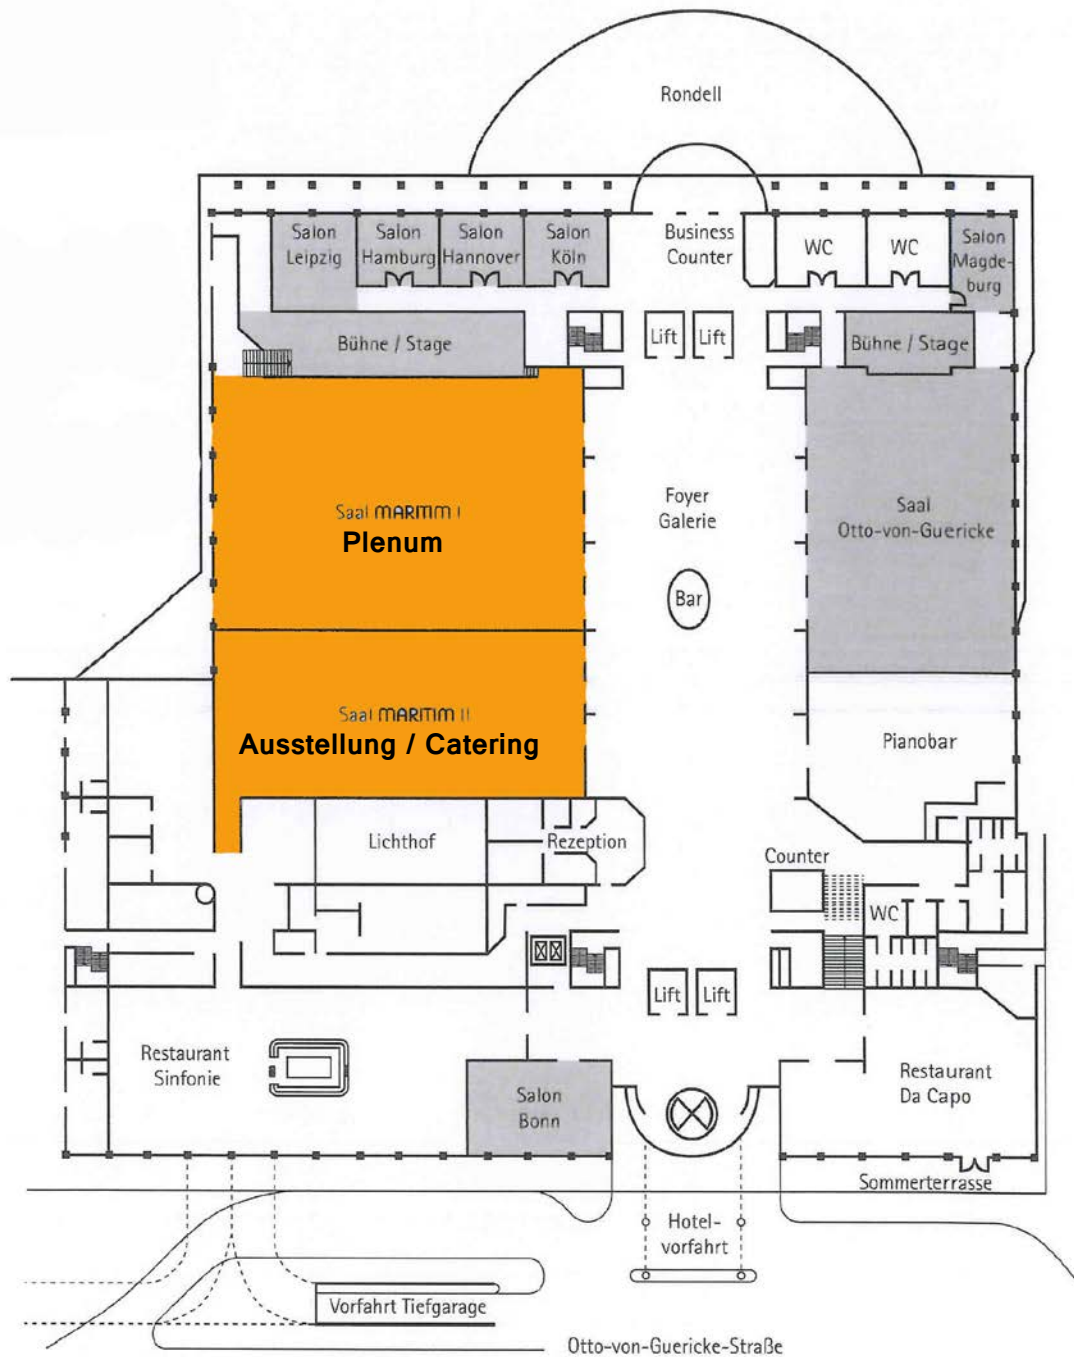 Rondell
Salon
Leipzig
Salon
Hamburg
Salon
Hannover
Salon
Köln
Business
Counter
WC
WC
Salon
Magde-
burg
Bühne / Stage
Lift
Lift
Bühne / Stage
Saal MARITIM I
Plenum
Foyer
Galerie
Saal
Otto-von-Guericke
Bar
Saal MARITIM II
Ausstellung / Catering
Pianobar
Lichthof
Rezeption
Counter
WC
Lift
Lift
Restaurant
Sinfonie
Salon
Bonn
Restaurant
Da Capo
Sommerterrasse
Hotel-
vorfahrt
Vorfahrt Tiefgarage
Otto-von-Guericke-Straße